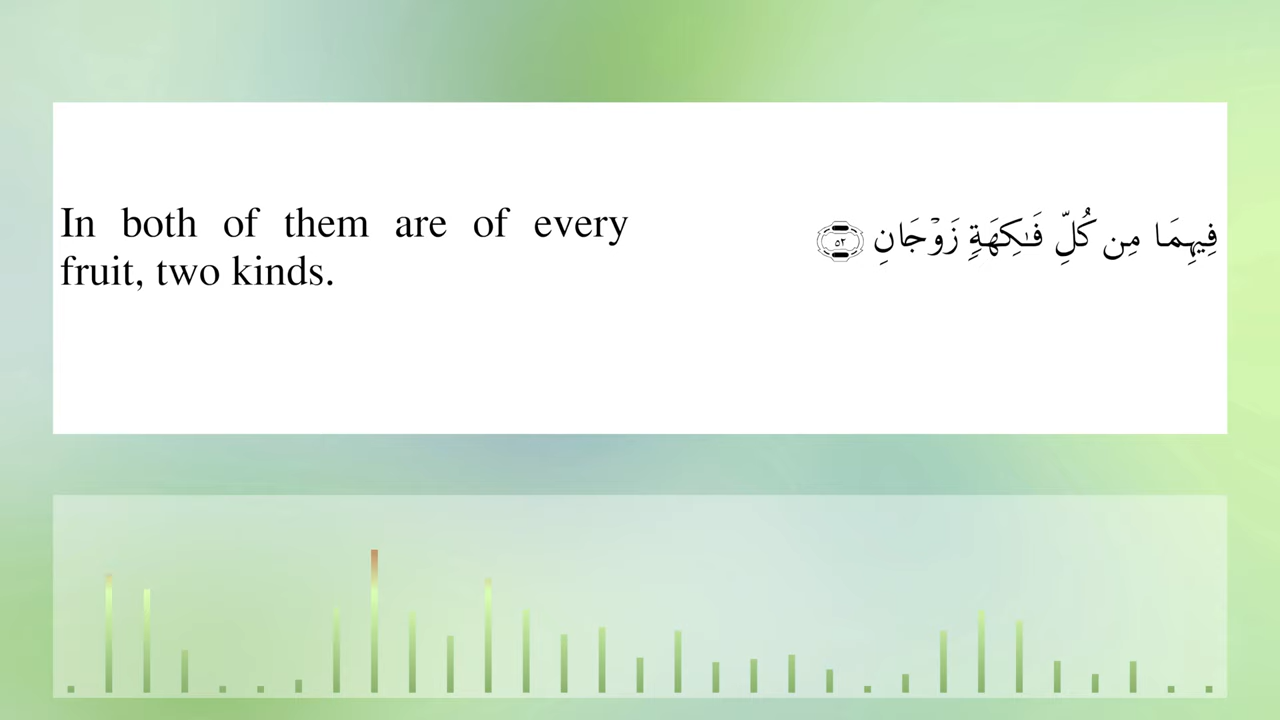 In both of them are of every
fruit, two kinds.
فِيهِمَا مِن كُلِّ فَـٰكِهَةٍۢ زَوْجَانِ ٥٢